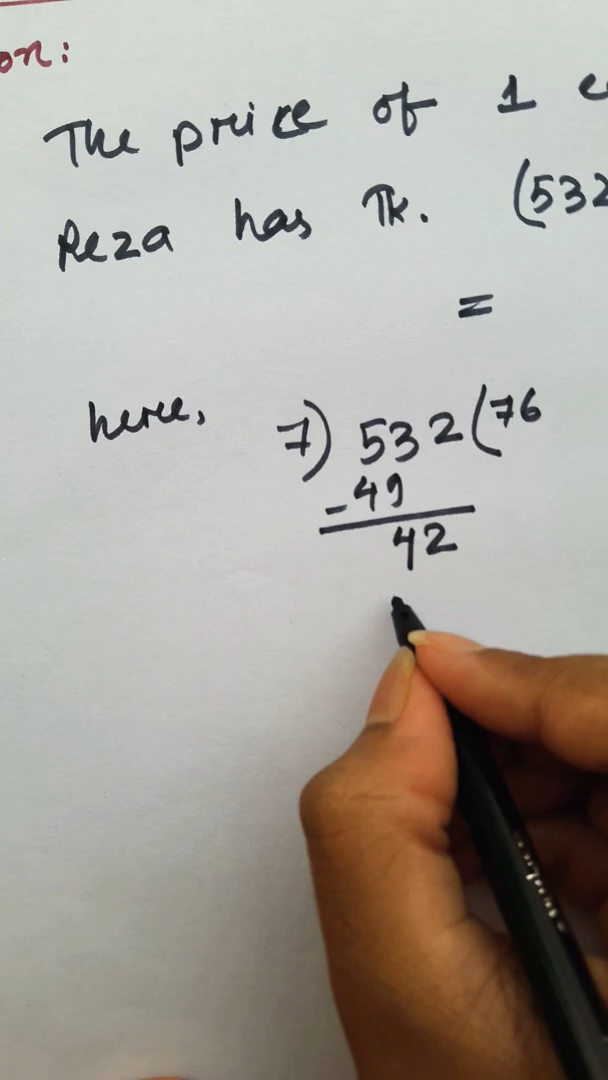 on:
The price of 1
Reza has Tk. (532
=
here, 7) 532 (76
- 49
42